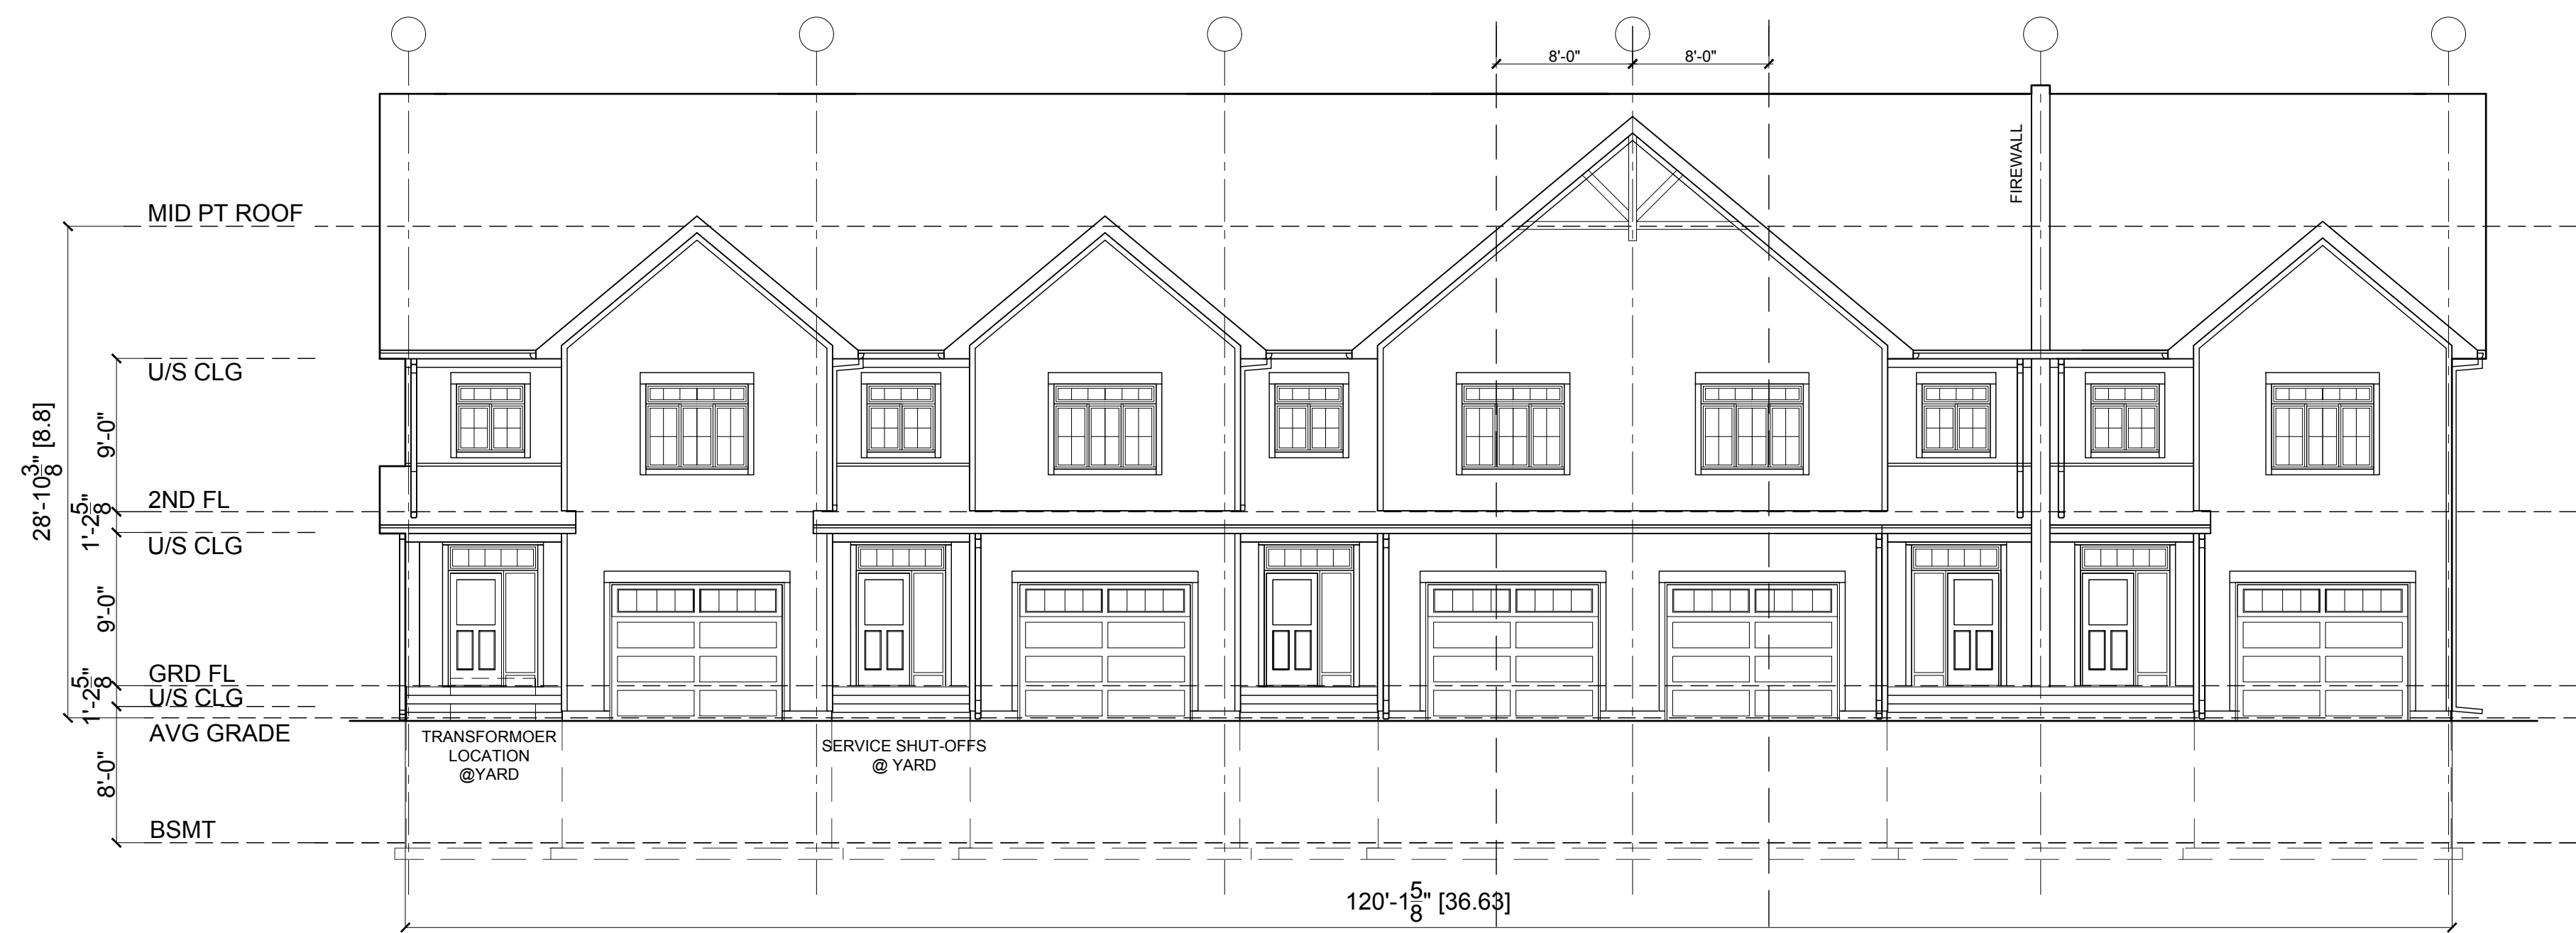 8'-0" 8'-0"
FIREWALL
MID PT ROOF
U/S CLG
9'-0"
28'-10 3/8" [8.8]
2ND FL
1'-2 5/8"
U/S CLG
9'-0"
GRD FL
1'-2 5/8"
U/S CLG
AVG GRADE
TRANSFORMOER
LOCATION
@YARD
SERVICE SHUT-OFFS
@ YARD
8'-0"
BSMT
120'-1 5/8" [36.63]